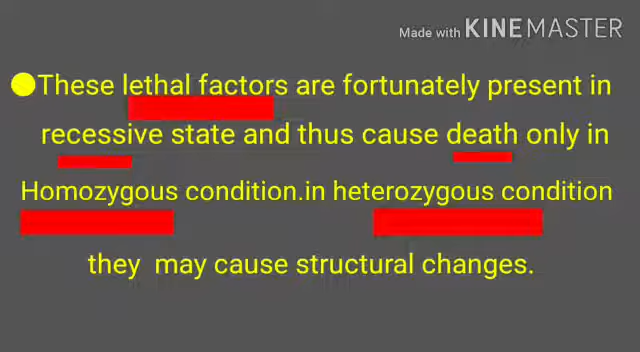 Made with KINEMASTER
●These lethal factors are fortunately present in
recessive state and thus cause death only in
Homozygous condition.in heterozygous condition
they may cause structural changes.